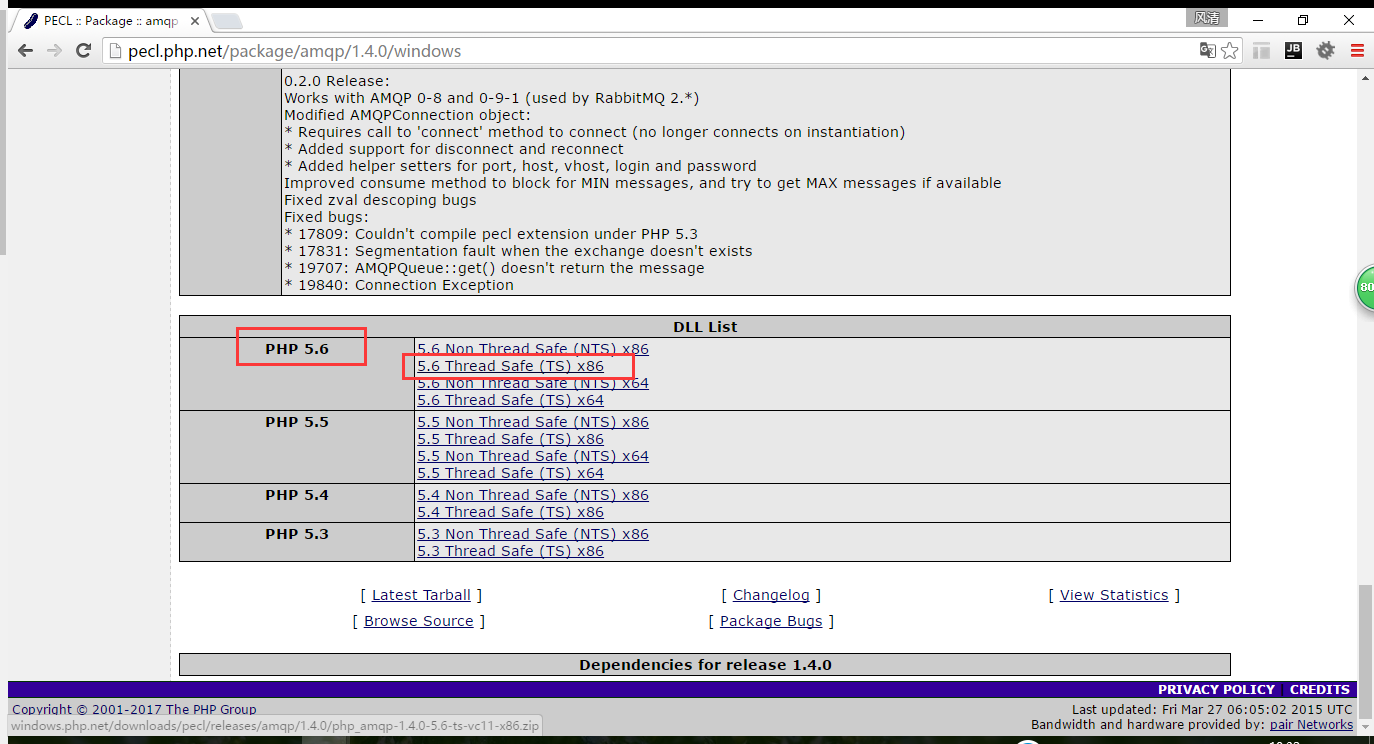 PECL :: Package :: amqp
风清
pecl.php.net/package/amqp/1.4.0/windows
JB
0.2.0 Release:
Works with AMQP 0-8 and 0-9-1 (used by RabbitMQ 2.*)
Modified AMQPConnection object:
* Requires call to 'connect' method to connect (no longer connects on instantiation)
* Added support for disconnect and reconnect
* Added helper setters for port, host, vhost, login and password
Improved consume method to block for MIN messages, and try to get MAX messages if available
Fixed zval descoping bugs
Fixed bugs:
* 17809: Couldn't compile pecl extension under PHP 5.3
* 17831: Segmentation fault when the exchange doesn't exists
* 19707: AMQPQueue::get() doesn't return the message
* 19840: Connection Exception
80
DLL List
PHP 5.6
5.6 Non Thread Safe (NTS) x86
5.6 Thread Safe (TS) x86
5.6 Non Thread Safe (NTS) x64
5.6 Thread Safe (TS) x64
PHP 5.5
5.5 Non Thread Safe (NTS) x86
5.5 Thread Safe (TS) x86
5.5 Non Thread Safe (NTS) x64
5.5 Thread Safe (TS) x64
PHP 5.4
5.4 Non Thread Safe (NTS) x86
5.4 Thread Safe (TS) x86
PHP 5.3
5.3 Non Thread Safe (NTS) x86
5.3 Thread Safe (TS) x86
[ Latest Tarball ] [ Changelog ] [ View Statistics ]
[ Browse Source ] [ Package Bugs ]
Dependencies for release 1.4.0
PRIVACY POLICY | CREDITS
Copyright © 2001-2017 The PHP Group
Last updated: Fri Mar 27 06:05:02 2015 UTC
windows.php.net/downloads/pecl/releases/amqp/1.4.0/php_amqp-1.4.0-5.6-ts-vc11-x86.zip
Bandwidth and hardware provided by: pair Networks